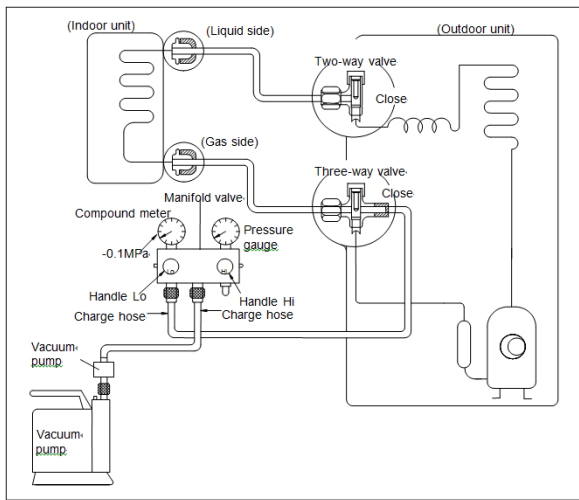 (Indoor unit)
(Liquid side)
(Outdoor unit)
Two-way valve
Close
(Gas side)
Three-way valve
Close
Manifold valve
Compound meter
Pressure
gauge
-0.1MPa
Lo
Hi
Handle Lo
Handle Hi
Charge hose
Charge hose
Vacuum
pump
Vacuum
pump